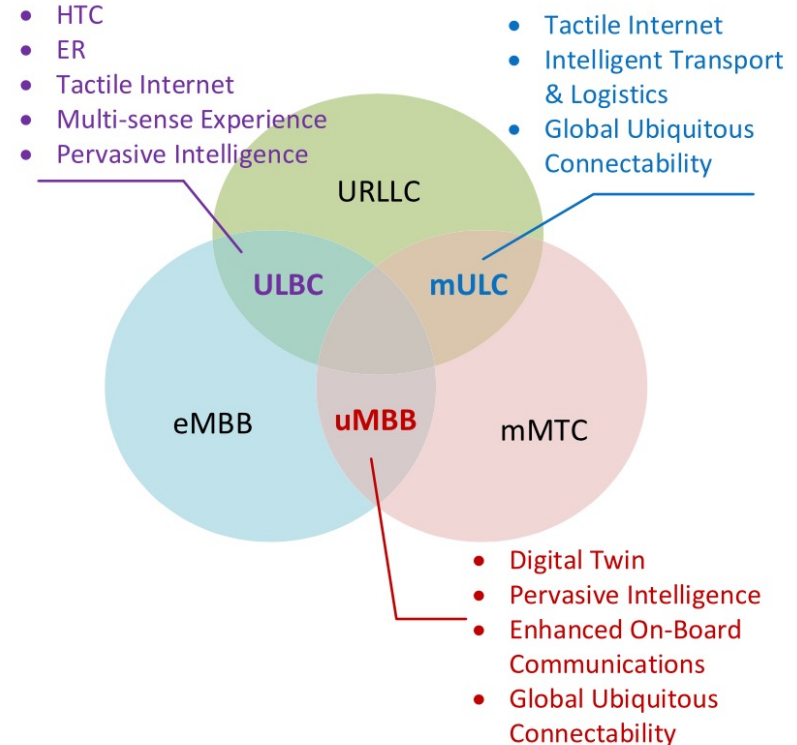 • HTC
• ER
• Tactile Internet
• Multi-sense Experience
• Pervasive Intelligence
• Tactile Internet
• Intelligent Transport
& Logistics
• Global Ubiquitous
Connectability
URLLC
ULBC
mULC
eMBB
uMBB
mMTC
• Digital Twin
• Pervasive Intelligence
• Enhanced On-Board
Communications
• Global Ubiquitous
Connectability